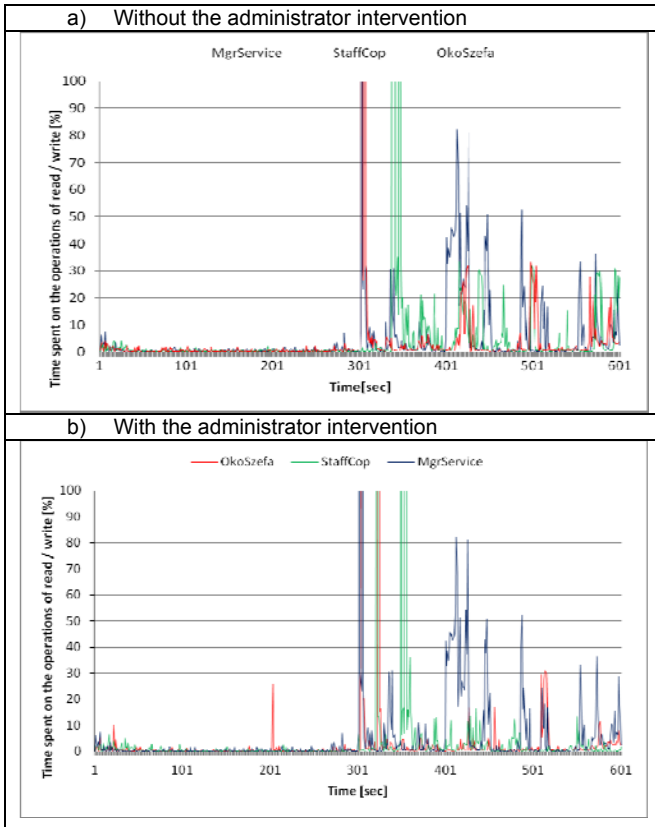 a) Without the administrator intervention
MgrService StaffCop OkoSzefa
Time spent on the operations of read / write [%]
100
90
80
70
60
50
40
30
20
10
0
1 101 201 301 401 501 601
Time[sec]
b) With the administrator intervention
OkoSzefa StaffCop MgrService
Time spent on the operations of read / write [%]
100
90
80
70
60
50
40
30
20
10
0
1 101 201 301 401 501 601
Time [sec]